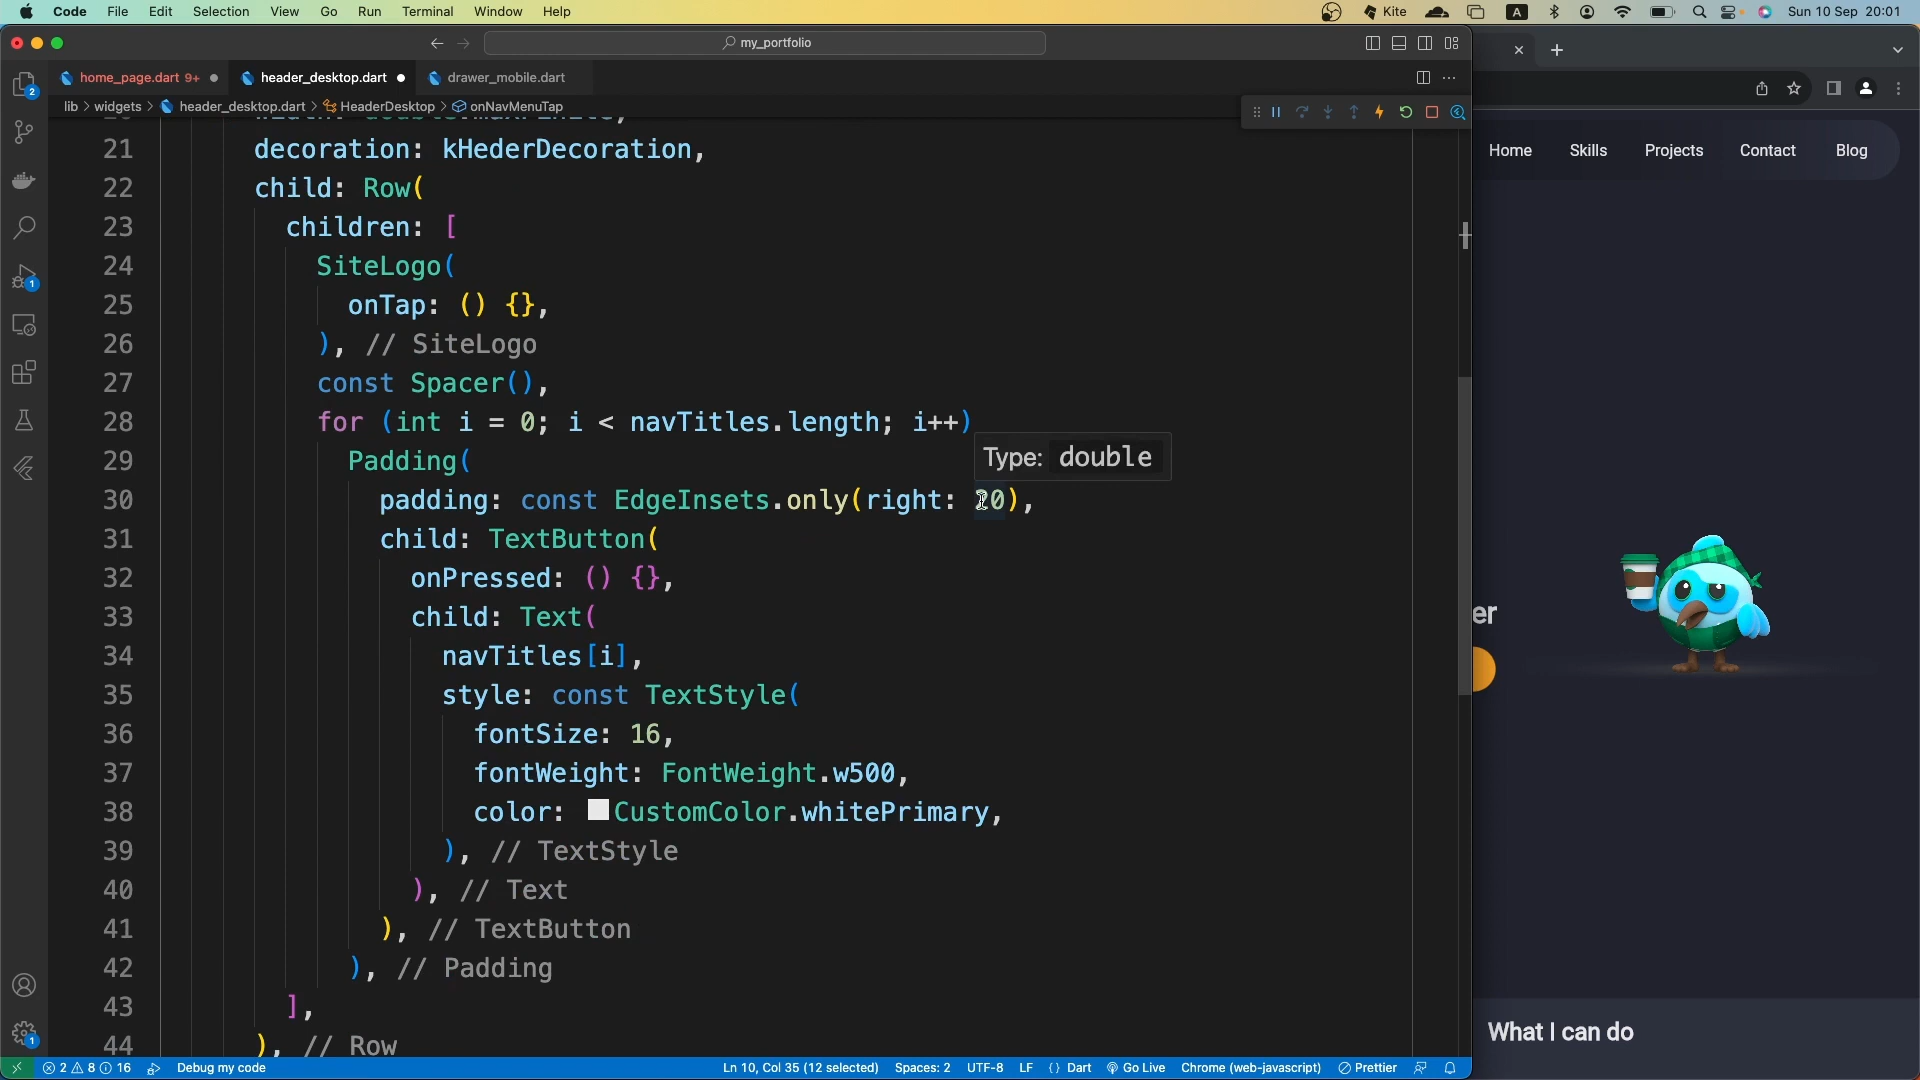 Code File Edit Selection View Go Run Terminal Window Help Kite A Sun 10 Sep 20:01
my_portfolio
home_page.dart 9+ header_desktop.dart drawer_mobile.dart
lib > widgets > header_desktop.dart > HeaderDesktop > onNavMenuTap
21 decoration: kHederDecoration,
22 child: Row(
23 children: [
24 SiteLogo(
25 onTap: () {},
26 ), // SiteLogo
27 const Spacer(),
28 for (int i = 0; i < navTitles.length; i++)
Type: double
29 Padding(
30 padding: const EdgeInsets.only(right: 20),
31 child: TextButton(
32 onPressed: () {},
33 child: Text(
34 navTitles[i],
35 style: const TextStyle(
36 fontSize: 16,
37 fontWeight: FontWeight.w500,
38 color: CustomColor.whitePrimary,
39 ), // TextStyle
40 ), // Text
41 ), // TextButton
42 ), // Padding
43 ],
44 ), // Row
2
1
1
2 8 16 Debug my code Ln 10, Col 35 (12 selected) Spaces: 2 UTF-8 LF {} Dart Go Live Chrome (web-javascript) Prettier
Home Skills Projects Contact Blog
er
What I can do